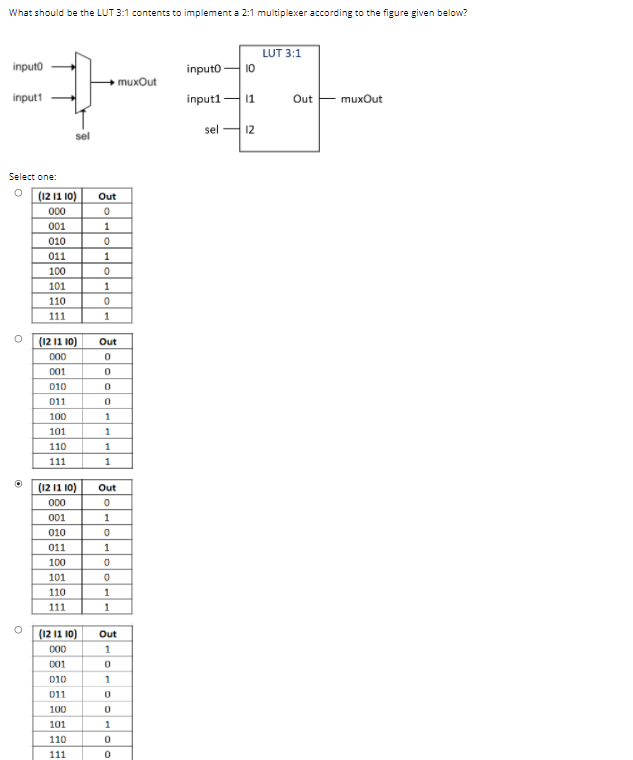 What should be the LUT 3:1 contents to implement a 2:1 multiplexer according to the figure given below?
LUT 3:1
input0
muxOut
input1
sel
input0 I0
input1 I1 Out muxOut
sel I2
Select one:
(I2 I1 I0) Out
000 0
001 1
010 0
011 1
100 0
101 1
110 0
111 1
(I2 I1 I0) Out
000 0
001 0
010 0
011 0
100 1
101 1
110 1
111 1
(I2 I1 I0) Out
000 0
001 1
010 0
011 1
100 0
101 0
110 1
111 1
(I2 I1 I0) Out
000 1
001 0
010 1
011 0
100 0
101 1
110 0
111 0